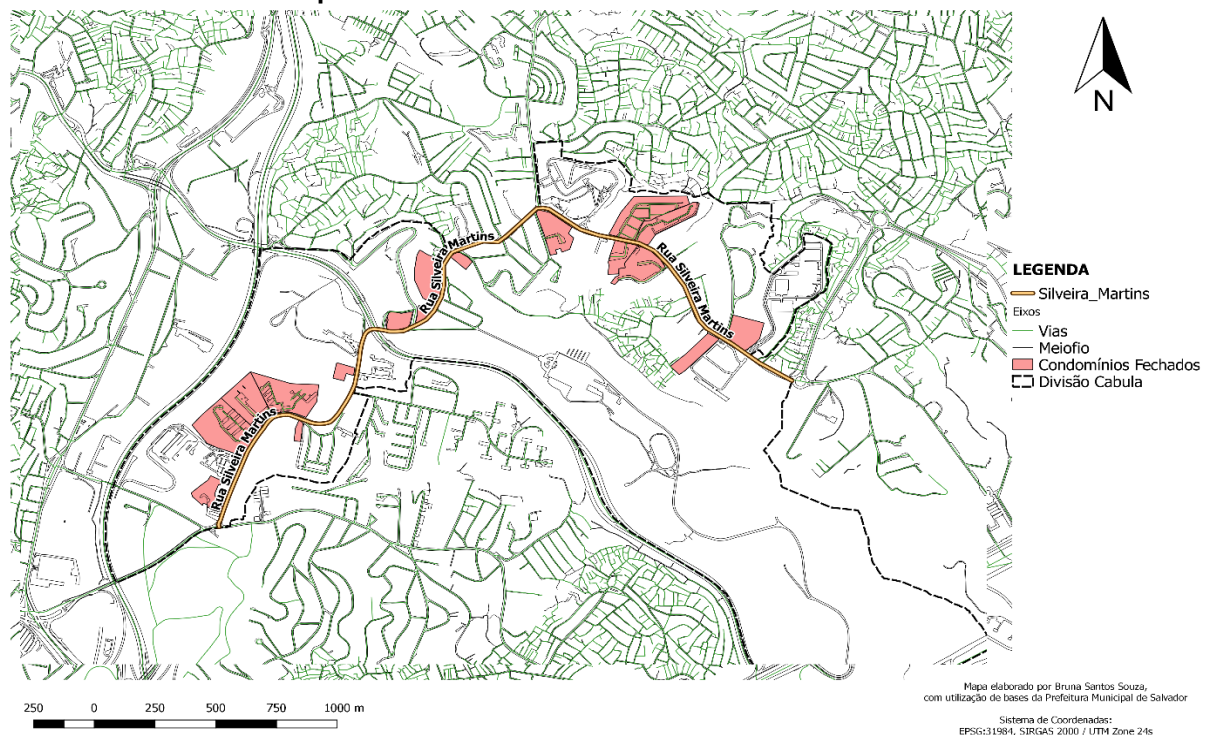 N
Rua Silveira Martins
Rua Silveira Martins
Rua Silveira Martins
Rua Silveira Martins
LEGENDA
Silveira_Martins
Eixos
Vias
Meiofio
Condomínios Fechados
Divisão Cabula
250 0 250 500 750 1000 m
Mapa elaborado por Bruna Santos Souza,
com utilização de bases da Prefeitura Municipal de Salvador
Sistema de Coordenadas:
EPSG:31984, SIRGAS 2000 / UTM Zone 24s